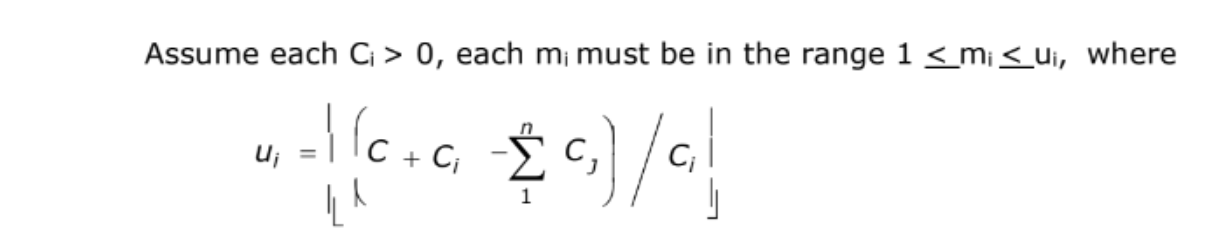 Assume each Cᵢ > 0, each mᵢ must be in the range 1 ≤ mᵢ ≤ uᵢ, where
uᵢ = ⌊(C + Cᵢ − ∑₁ⁿ C_J) / Cᵢ⌋